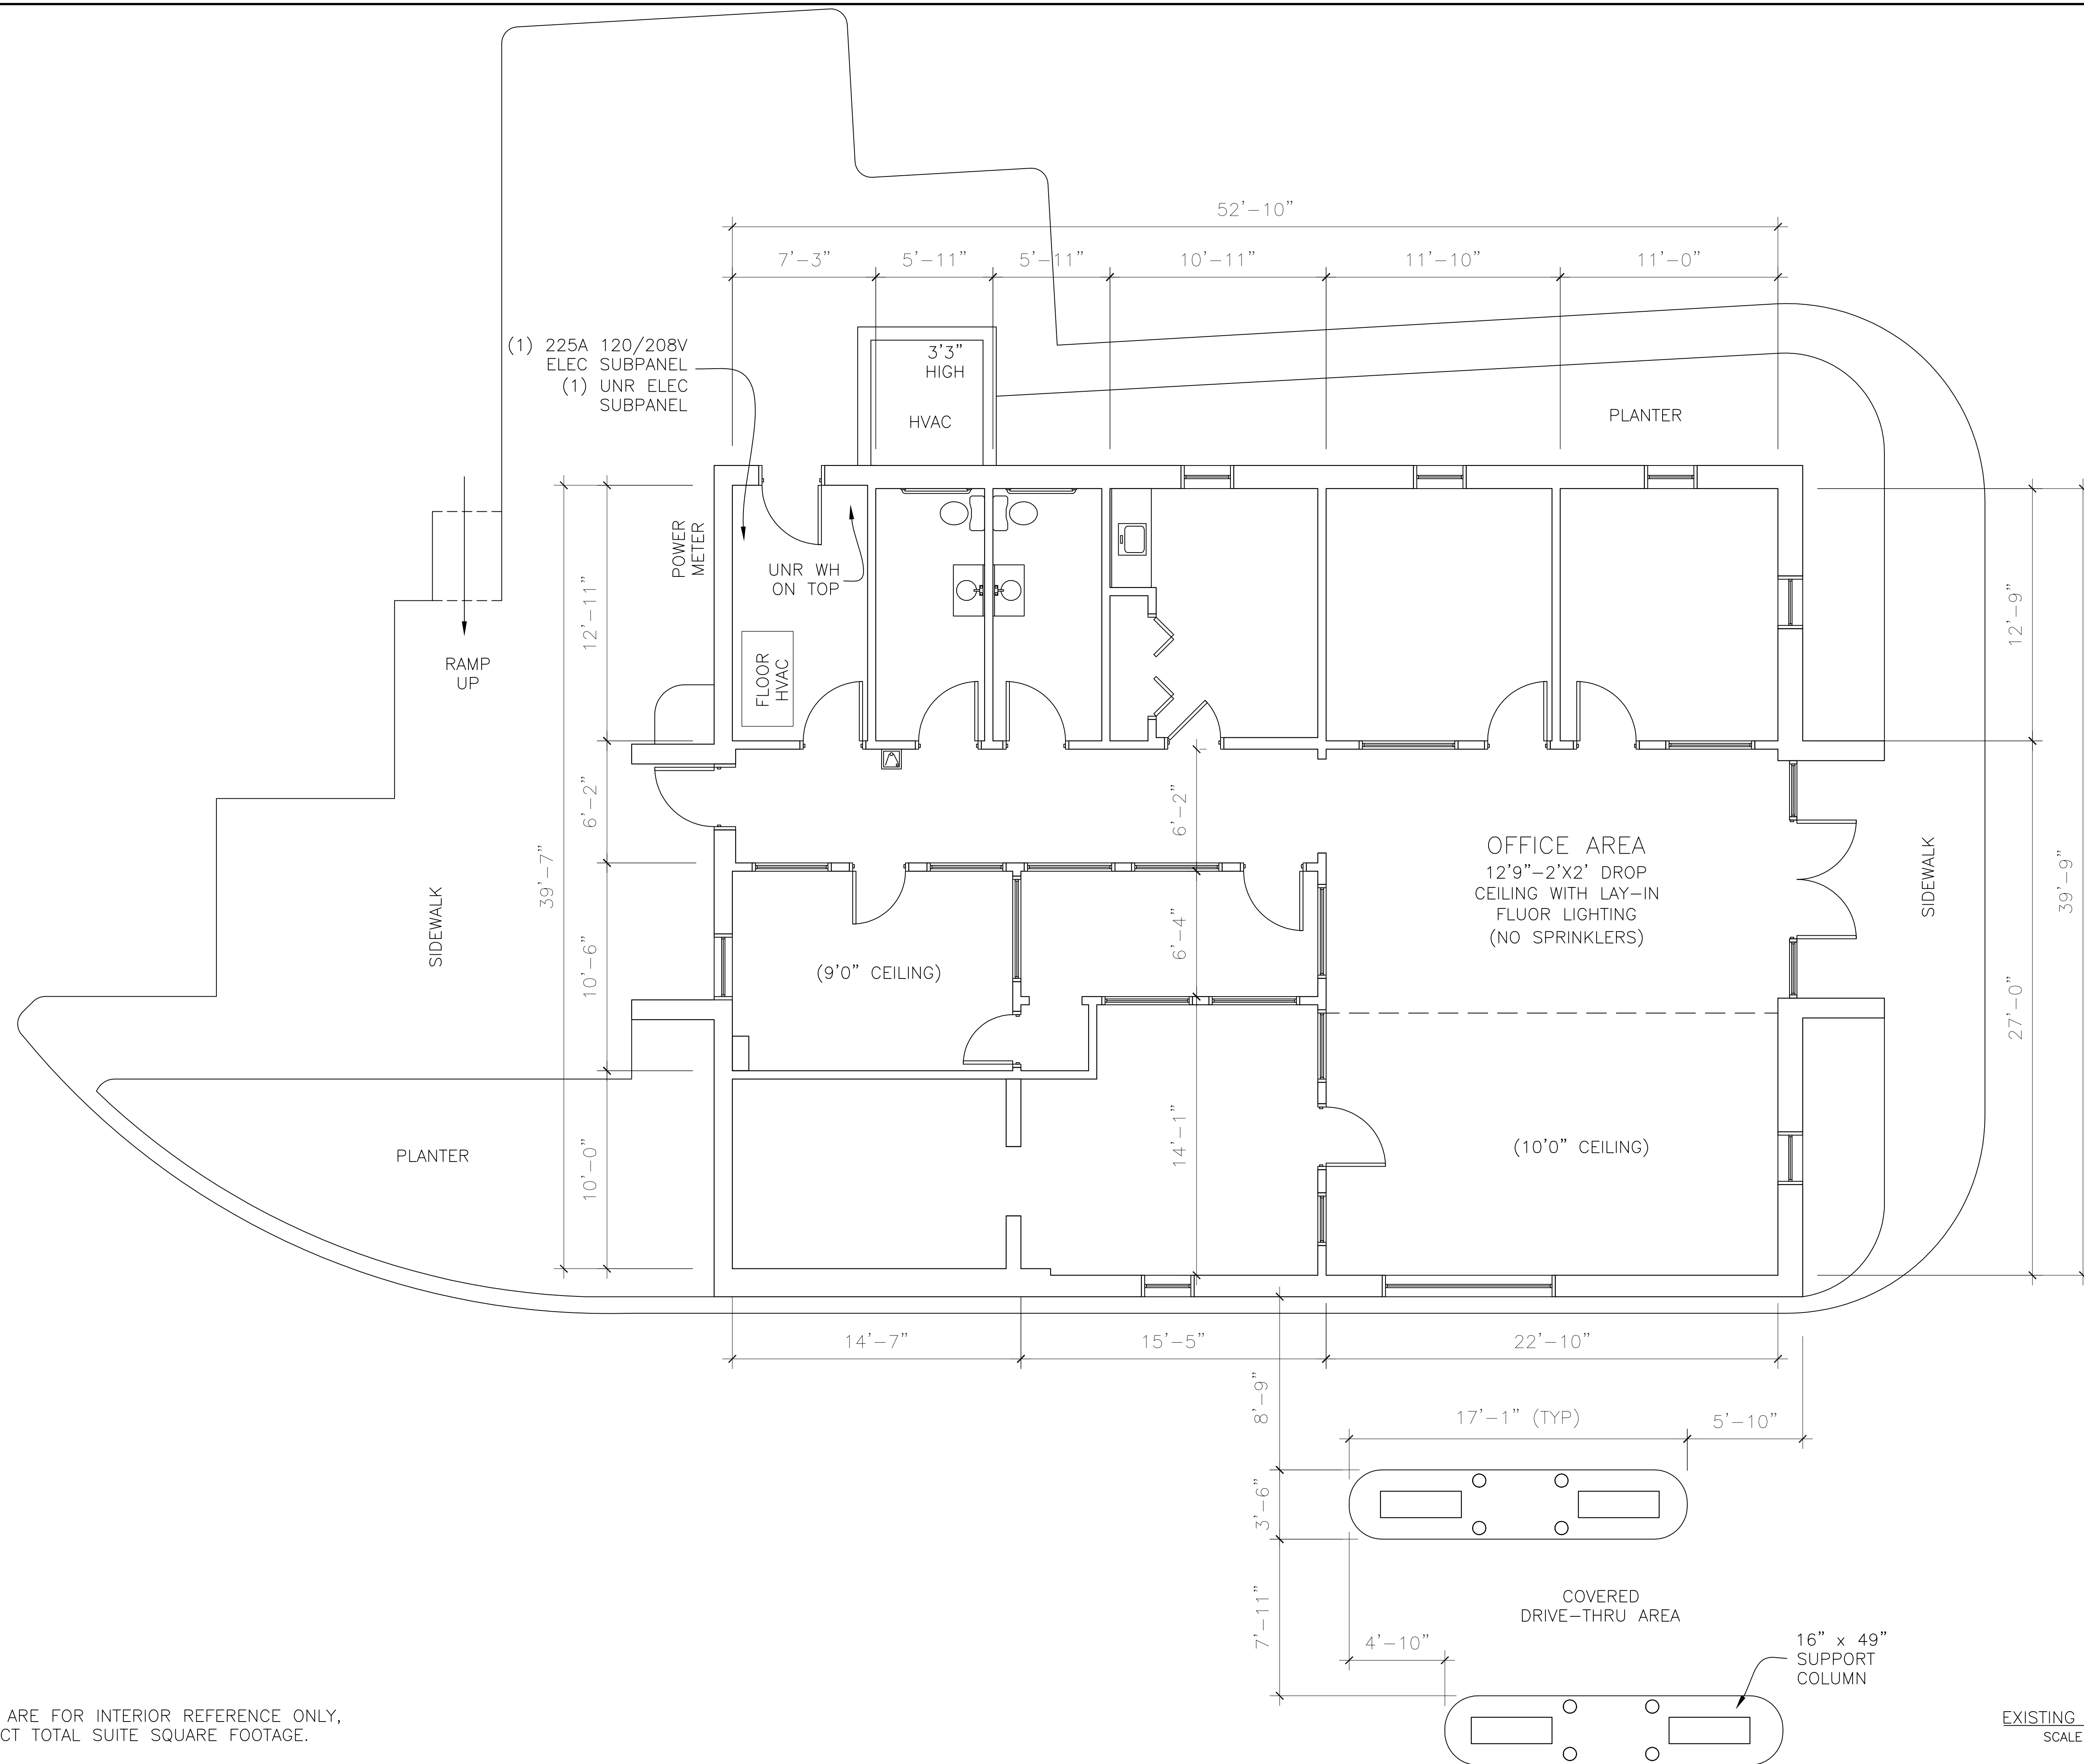 52'-10"
7'-3"
5'-11"
5'-11"
10'-11"
11'-10"
11'-0"
(1) 225A 120/208V
ELEC SUBPANEL
(1) UNR ELEC
SUBPANEL
3'3"
HIGH
HVAC
PLANTER
POWER
METER
UNR WH
ON TOP
FLOOR
HVAC
RAMP
UP
12'-11"
6'-2"
39'-7"
10'-6"
10'-0"
SIDEWALK
PLANTER
6'-2"
6'-4"
14'-1"
(9'0" CEILING)
OFFICE AREA
12'9"-2'X2' DROP
CEILING WITH LAY-IN
FLUOR LIGHTING
(NO SPRINKLERS)
(10'0" CEILING)
SIDEWALK
12'-9"
39'-9"
27'-0"
14'-7"
15'-5"
22'-10"
8'-9"
17'-1" (TYP)
5'-10"
3'-6"
7'-11"
COVERED
DRIVE-THRU AREA
4'-10"
16" x 49"
SUPPORT
COLUMN
ARE FOR INTERIOR REFERENCE ONLY,
CT TOTAL SUITE SQUARE FOOTAGE.
EXISTING
SCALE